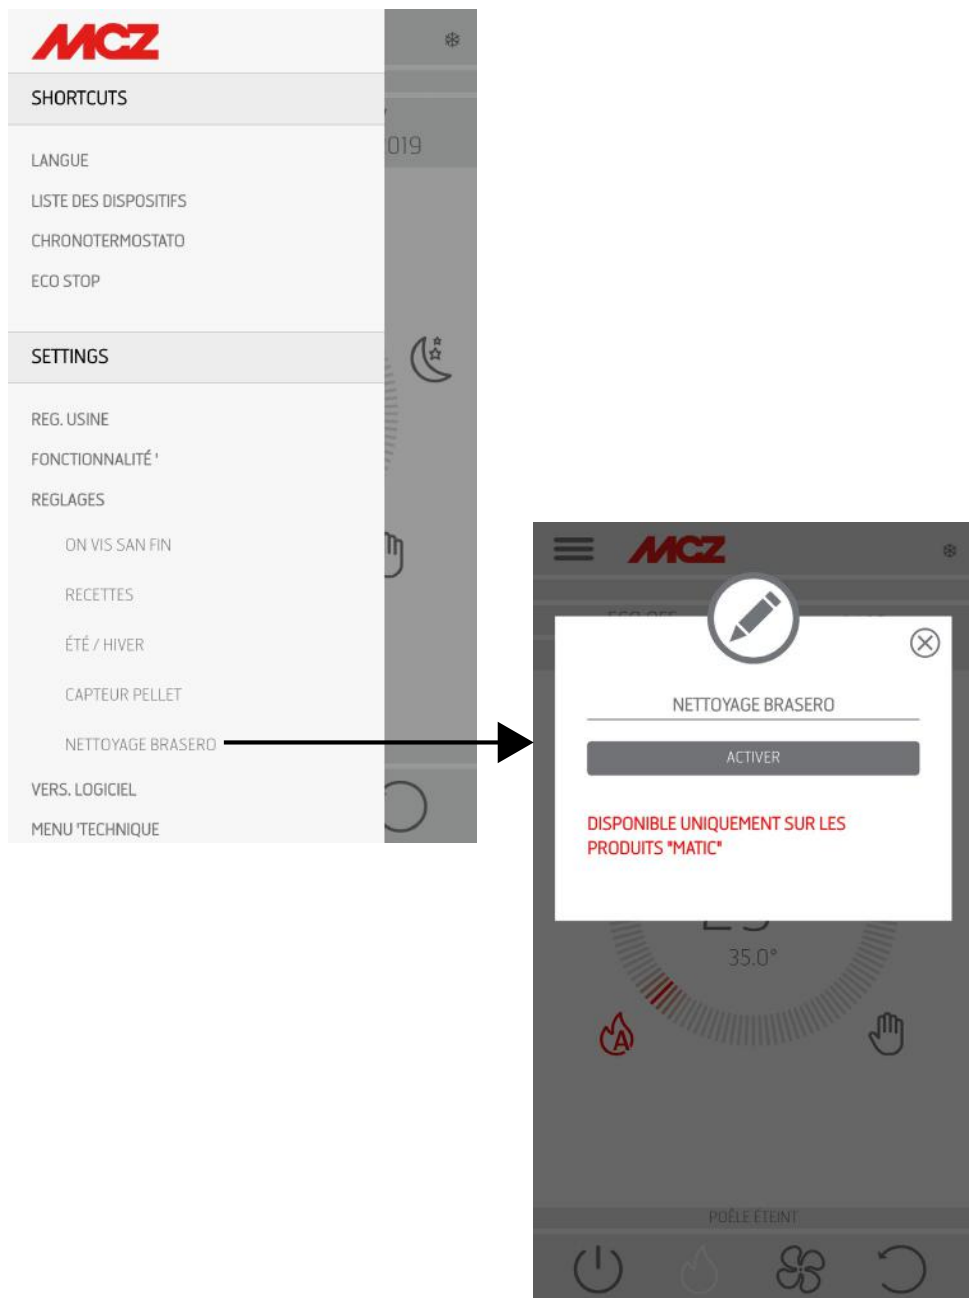 MCZ
SHORTCUTS
019
LANGUE
LISTE DES DISPOSITIFS
CHRONOTERMOSTATO
ECO STOP
SETTINGS
REG. USINE
FONCTIONNALITÉ '
REGLAGES
ON VIS SAN FIN
RECETTES
ÉTÉ / HIVER
CAPTEUR PELLET
NETTOYAGE BRASERO
VERS. LOGICIEL
MENU 'TECHNIQUE
MCZ
NETTOYAGE BRASERO
ACTIVER
DISPONIBLE UNIQUEMENT SUR LES
PRODUITS "MATIC"
35.0°
A
POÊLE ÉTEINT